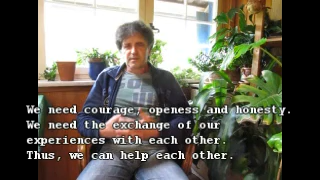 We need courage, openess and honesty.
We need the exchange of our
experiences with each other.
Thus, we can help each other.